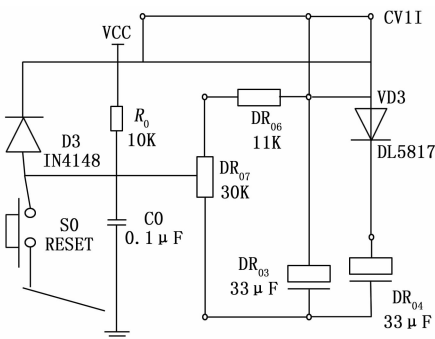 CV1I
VCC
VD3
R0
10K
DR06
11K
D3
IN4148
DL5817
DR07
30K
S0
RESET
C0
0.1μF
DR03
33μF
DR04
33μF